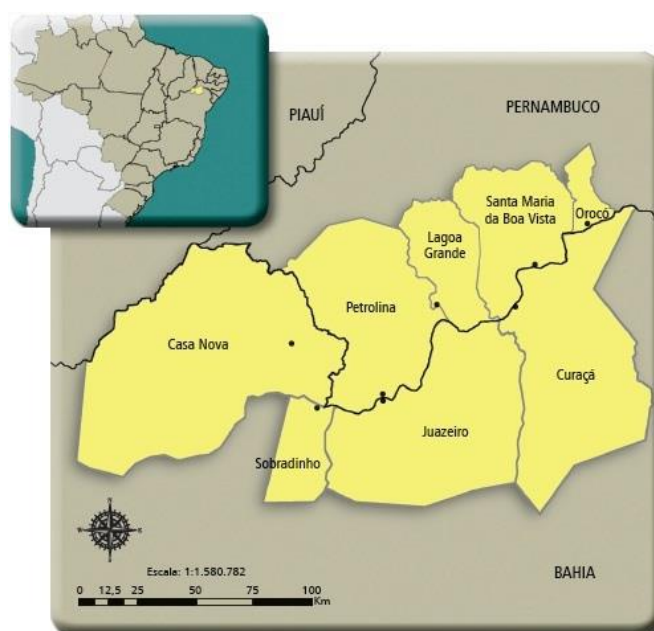 PIAUÍ
PERNAMBUCO
Santa Maria
da Boa Vista
Orocó
Lagoa
Grande
Petrolina
Casa Nova
Curaçá
Juazeiro
Sobradinho
BAHIA
Escala: 1:1.580.782
0 12,5 25 50 75 100
Km